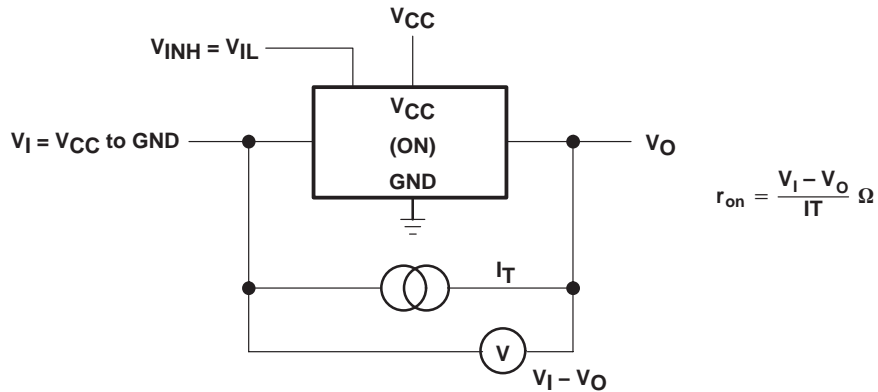 VCC
VINH = VIL
VCC
VI = VCC to GND
(ON)
VO
GND
ron = VI – VO / IT Ω
IT
V
VI – VO